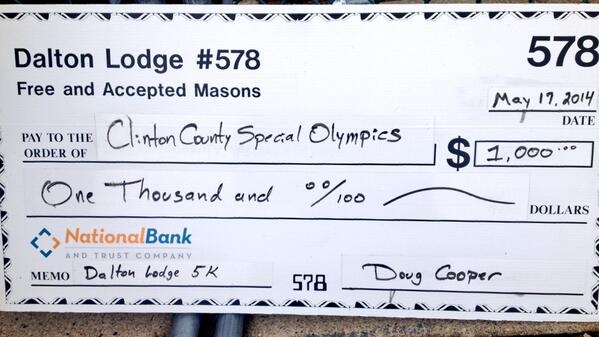 Dalton Lodge #578
578
Free and Accepted Masons
May 17, 2014
DATE
PAY TO THE ORDER OF
Clinton County Special Olympics
$ 1,000.00
One Thousand and 00/100
DOLLARS
NationalBank
AND TRUST COMPANY
MEMO Dalton Lodge 5K
578
Doug Cooper